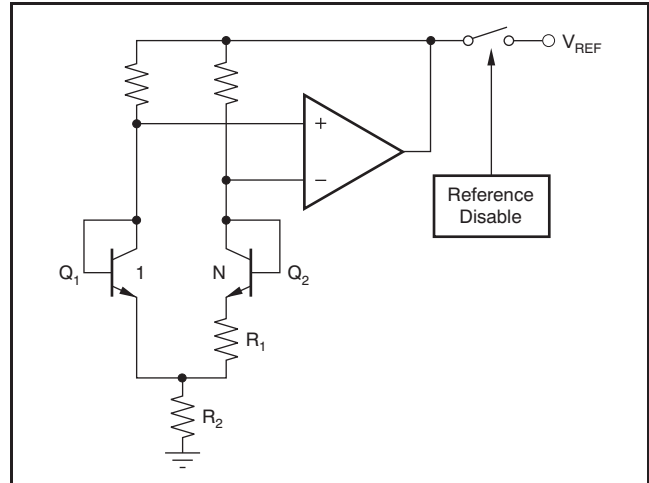 V_REF
+
−
Reference
Disable
Q_1
1
N
Q_2
R_1
R_2